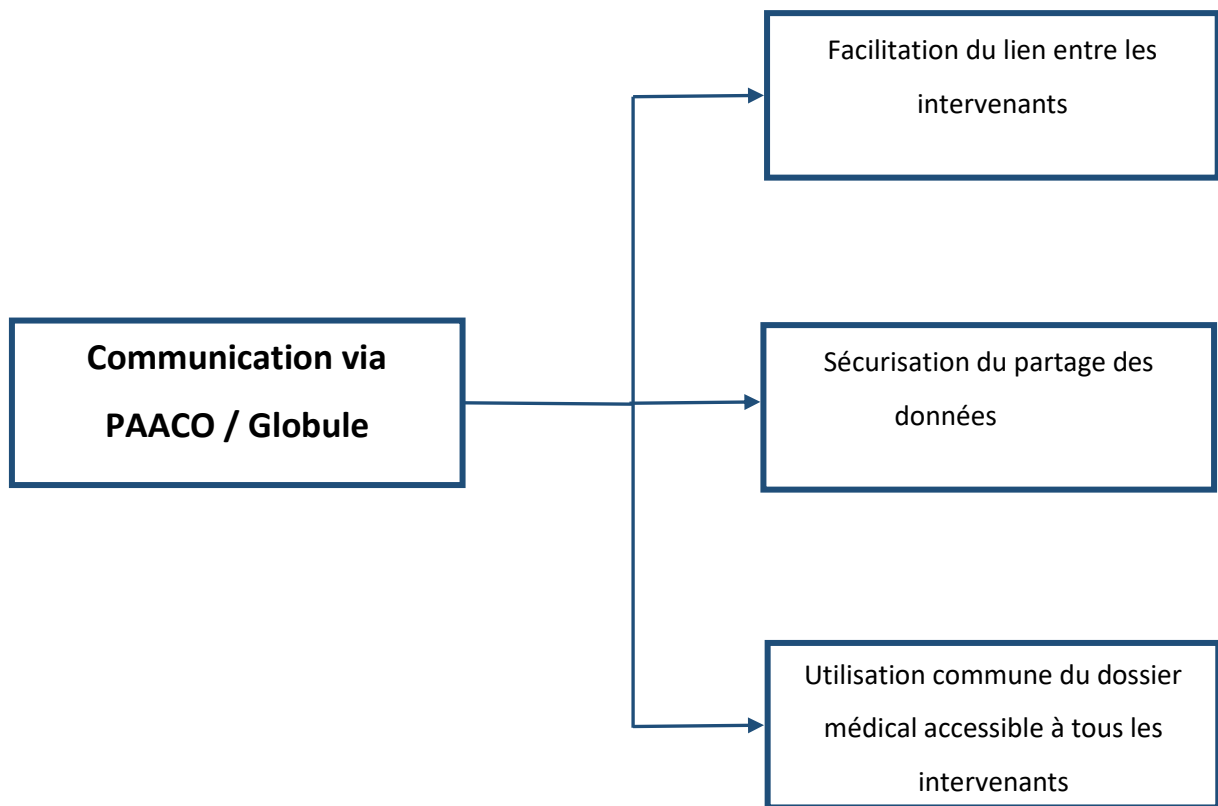 Facilitation du lien entre les
intervenants
Communication via
PAACO / Globule
Sécurisation du partage des
données
Utilisation commune du dossier
médical accessible à tous les
intervenants